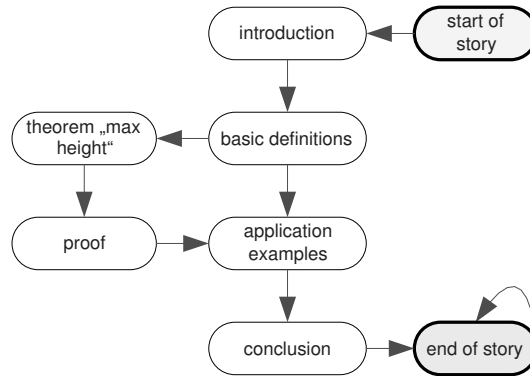 introduction
start of
story
theorem „max
height“
basic definitions
proof
application
examples
conclusion
end of story